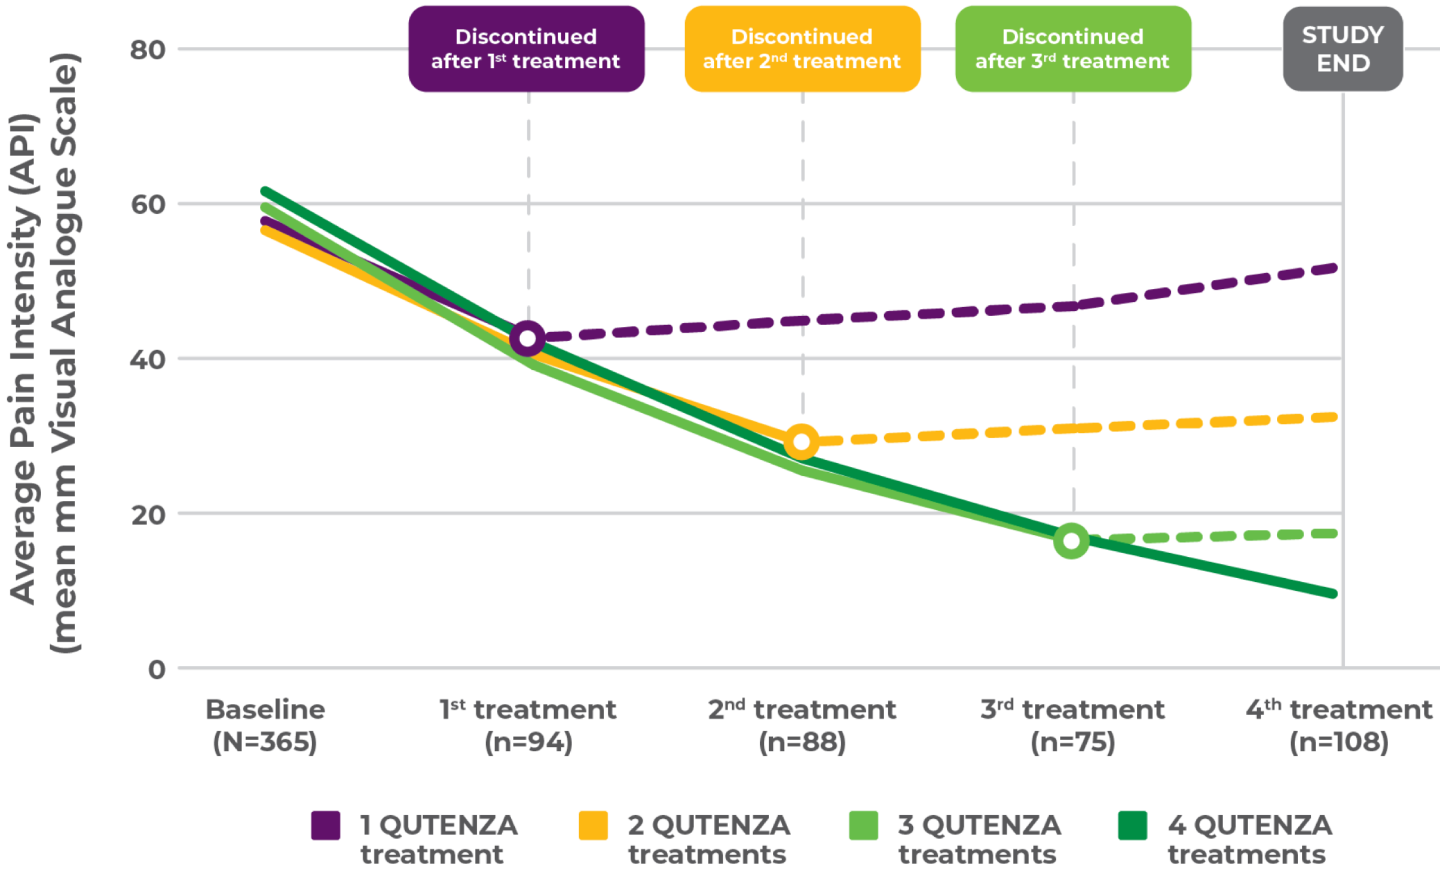 Discontinued
after 1st treatment
Discontinued
after 2nd treatment
Discontinued
after 3rd treatment
STUDY
END
Average Pain Intensity (API)
(mean mm Visual Analogue Scale)
80
60
40
20
0
Baseline
(N=365)
1st treatment
(n=94)
2nd treatment
(n=88)
3rd treatment
(n=75)
4th treatment
(n=108)
1 QUTENZA
treatment
2 QUTENZA
treatments
3 QUTENZA
treatments
4 QUTENZA
treatments